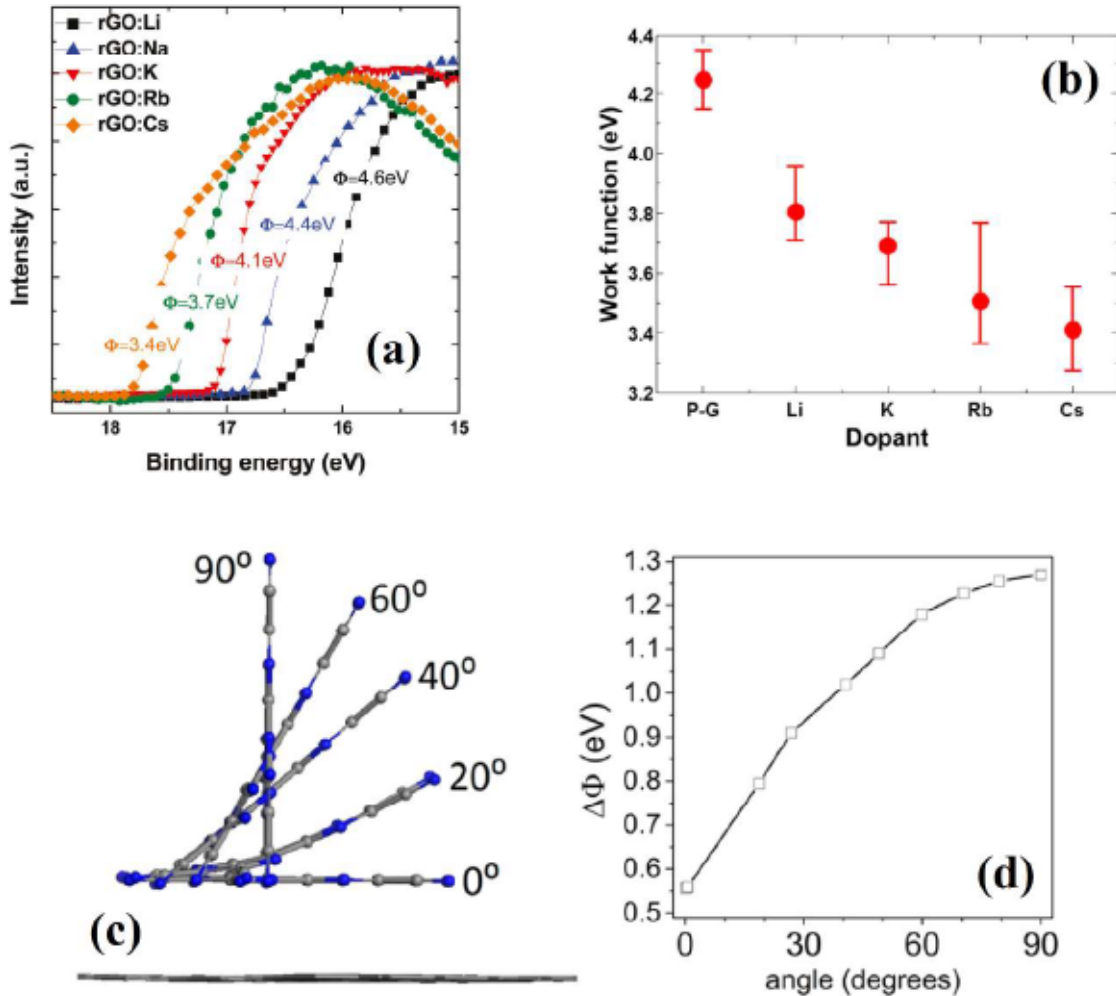 rGO:Li
rGO:Na
rGO:K
rGO:Rb
rGO:Cs
Φ=4.6eV
Φ=4.4eV
Φ=4.1eV
Φ=3.7eV
Φ=3.4eV
(a)
Intensity (a.u.)
18 17 16 15
Binding energy (eV)
4.4
4.2
4.0
3.8
3.6
3.4
3.2
Work function (eV)
(b)
P-G Li K Rb Cs
Dopant
90º
60º
40º
20º
0º
(c)
1.3
1.2
1.1
1.0
0.9
0.8
0.7
0.6
0.5
ΔΦ (eV)
(d)
0 30 60 90
angle (degrees)